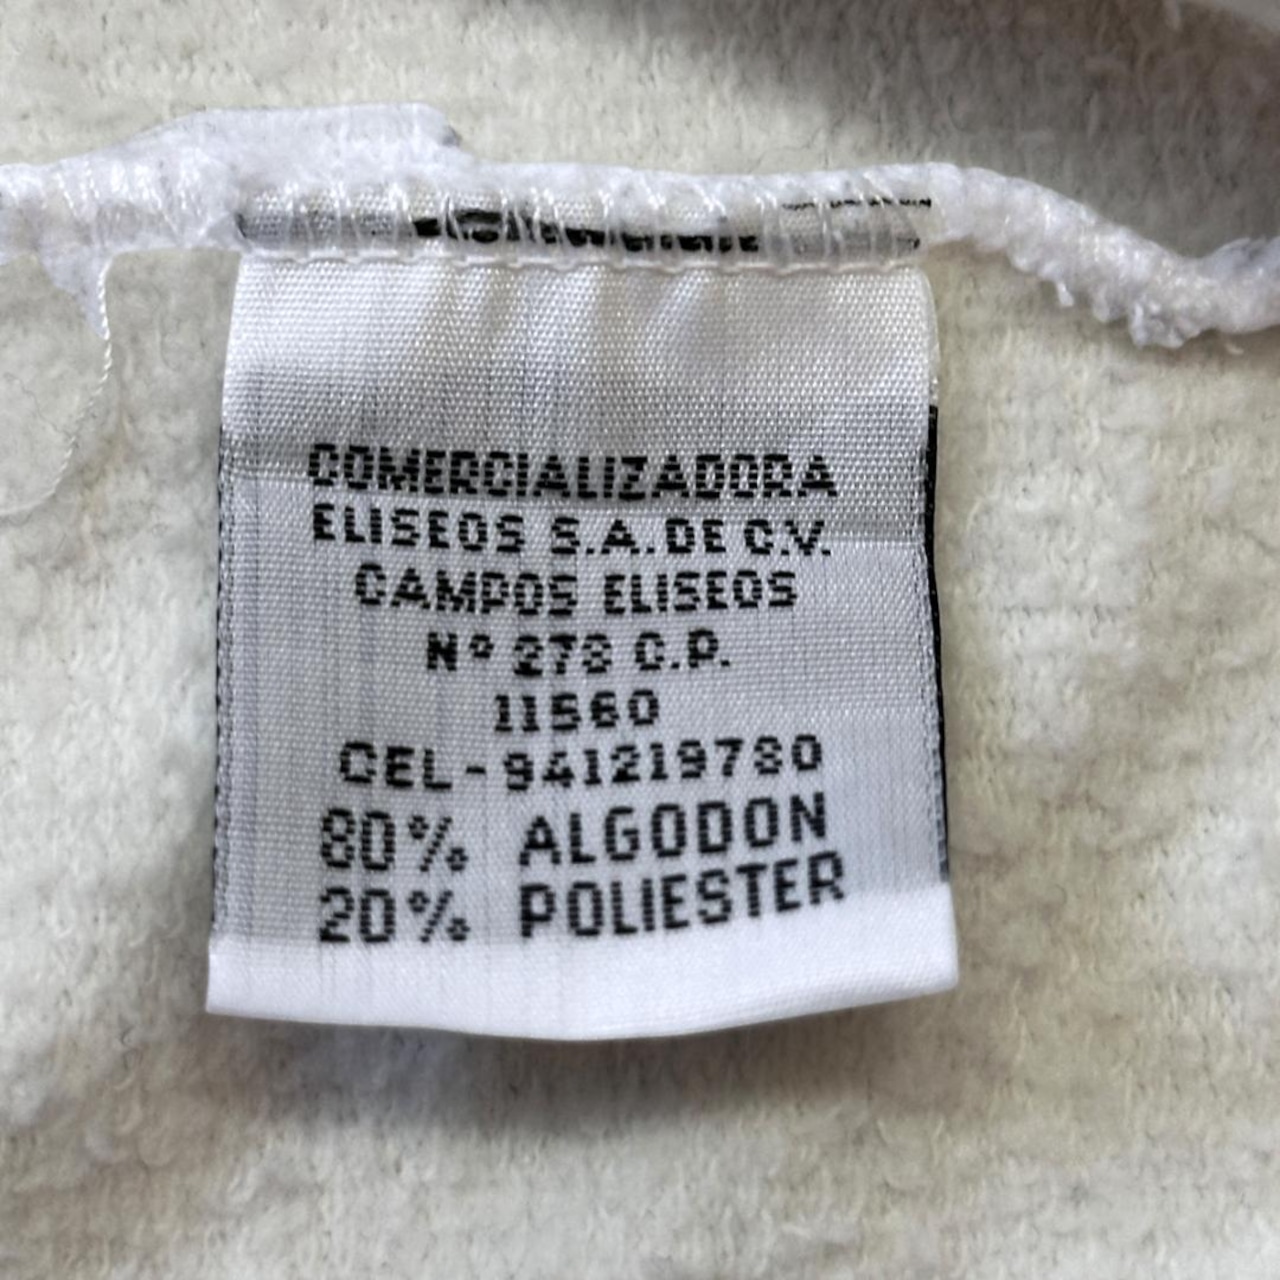 COMERCIALIZADORA
ELISEOS S.A. DE C.V.
CAMPOS ELISEOS
Nº 278 C.P.
11560
CEL-941219780
80% ALGODON
20% POLIESTER